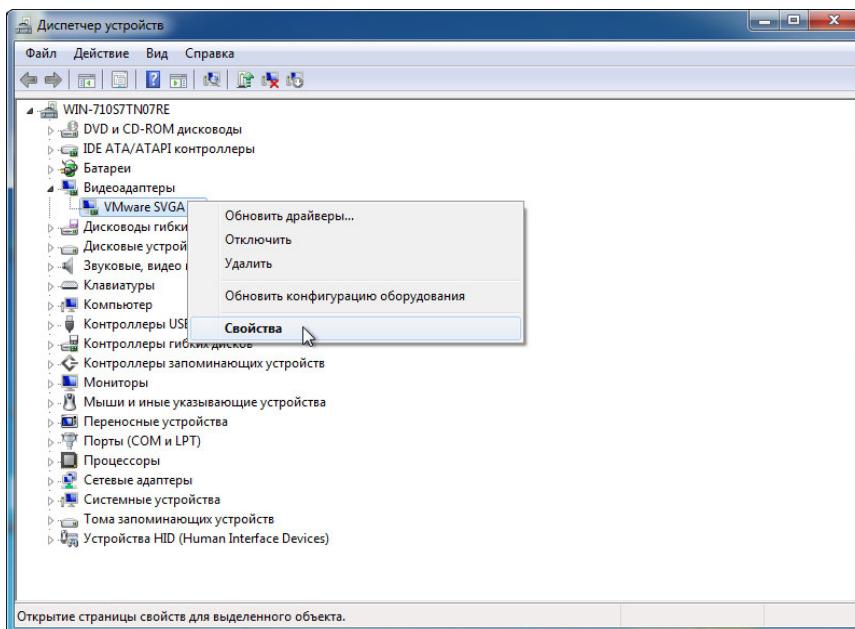 Диспетчер устройств
Файл Действие Вид Справка
WIN-710S7TN07RE
DVD и CD-ROM дисководы
IDE ATA/ATAPI контроллеры
Батареи
Видеоадаптеры
VMware SVGA
Обновить драйверы...
Дисководы
Отключить
Дисковые
Удалить
Звуковые, видео
Клавиатуры
Обновить конфигурацию оборудования
Компьютер
Контроллеры USB
Свойства
Контроллеры гибких дисков
Контроллеры запоминающих устройств
Мониторы
Мыши и иные указывающие устройства
Переносные устройства
Порты (COM и LPT)
Процессоры
Сетевые адаптеры
Системные устройства
Тома запоминающих устройств
Устройства HID (Human Interface Devices)
Открытие страницы свойств для выделенного объекта.